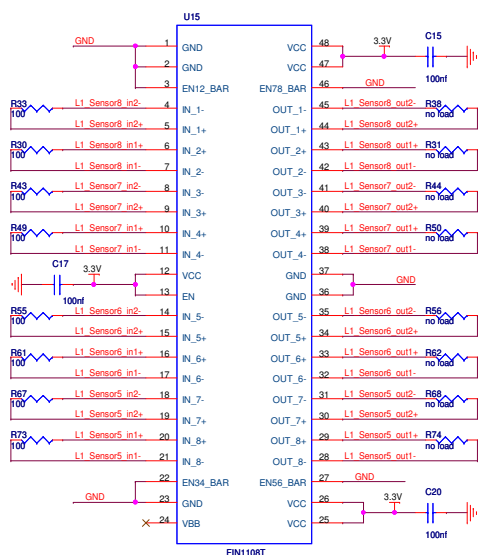 U15
GND 1 GND VCC 48 3.3V C15
2 GND VCC 47 100nf
3 EN12_BAR EN78_BAR 46 GND
R33 100 L1_Sensor8_in2- 4 IN_1- OUT_1- 45 L1_Sensor8_out2- R38 no load
L1_Sensor8_in2+ 5 IN_1+ OUT_1+ 44 L1_Sensor8_out2+
R30 100 L1_Sensor8_in1+ 6 IN_2+ OUT_2+ 43 L1_Sensor8_out1+ R31 no load
L1_Sensor8_in1- 7 IN_2- OUT_2- 42 L1_Sensor8_out1-
R43 100 L1_Sensor7_in2- 8 IN_3- OUT_3- 41 L1_Sensor7_out2- R44 no load
L1_Sensor7_in2+ 9 IN_3+ OUT_3+ 40 L1_Sensor7_out2+
R49 100 L1_Sensor7_in1+ 10 IN_4+ OUT_4+ 39 L1_Sensor7_out1+ R50 no load
L1_Sensor7_in1- 11 IN_4- OUT_4- 38 L1_Sensor7_out1-
C17 3.3V 12 VCC GND 37 GND
100nf 13 EN GND 36
R55 100 L1_Sensor6_in2- 14 IN_5- OUT_5- 35 L1_Sensor6_out2- R56 no load
L1_Sensor6_in2+ 15 IN_5+ OUT_5+ 34 L1_Sensor6_out2+
R61 100 L1_Sensor6_in1+ 16 IN_6+ OUT_6+ 33 L1_Sensor6_out1+ R62 no load
L1_Sensor6_in1- 17 IN_6- OUT_6- 32 L1_Sensor6_out1-
R67 100 L1_Sensor5_in2- 18 IN_7- OUT_7- 31 L1_Sensor5_out2- R68 no load
L1_Sensor5_in2+ 19 IN_7+ OUT_7+ 30 L1_Sensor5_out2+
R73 100 L1_Sensor5_in1+ 20 IN_8+ OUT_8+ 29 L1_Sensor5_out1+ R74 no load
L1_Sensor5_in1- 21 IN_8- OUT_8- 28 L1_Sensor5_out1-
22 EN34_BAR EN56_BAR 27 GND
GND 23 GND VCC 26 3.3V C20
24 VBB VCC 25 100nf
FIN1108T